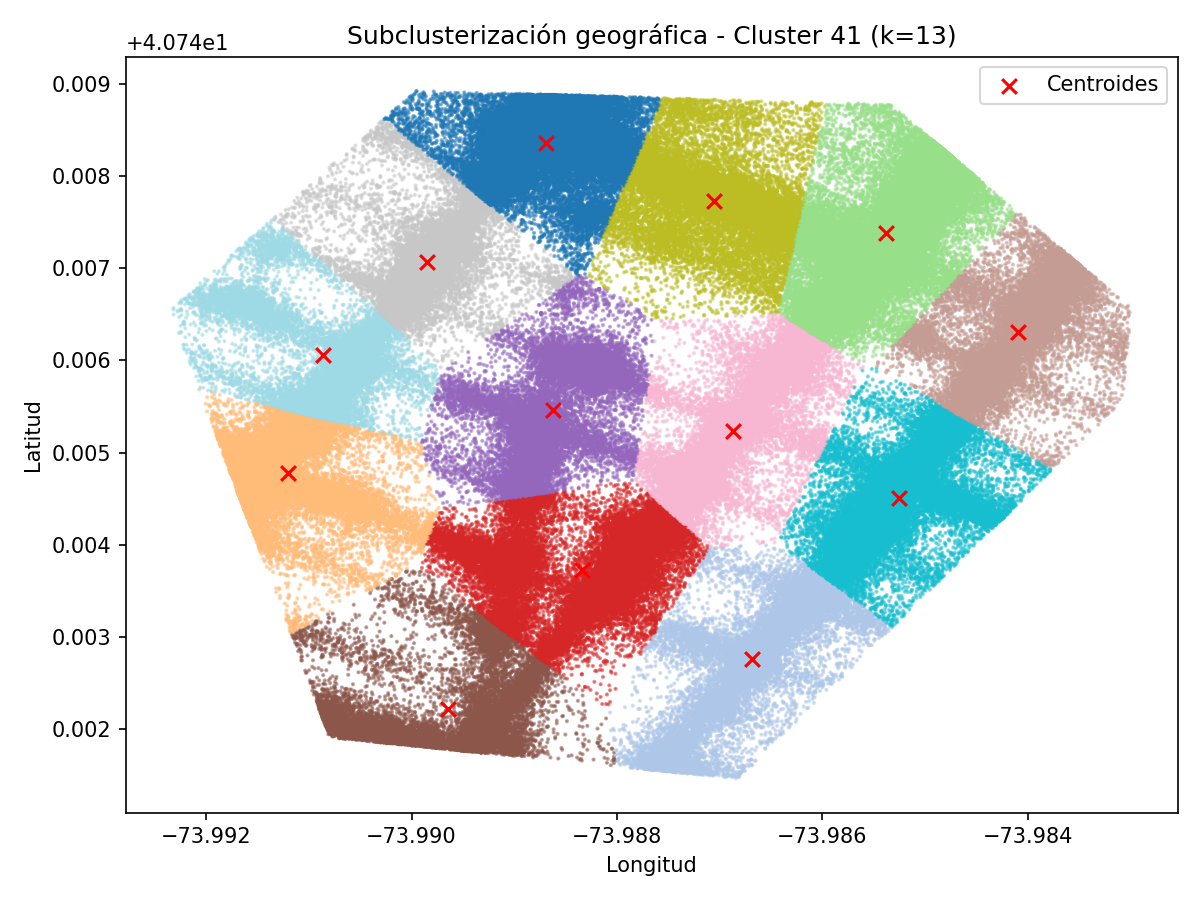 Subclusterización geográfica - Cluster 41 (k=13)
+4.074e1
Centroides
0.009
0.008
0.007
0.006
0.005
0.004
0.003
0.002
Latitud
−73.992 −73.990 −73.988 −73.986 −73.984
Longitud